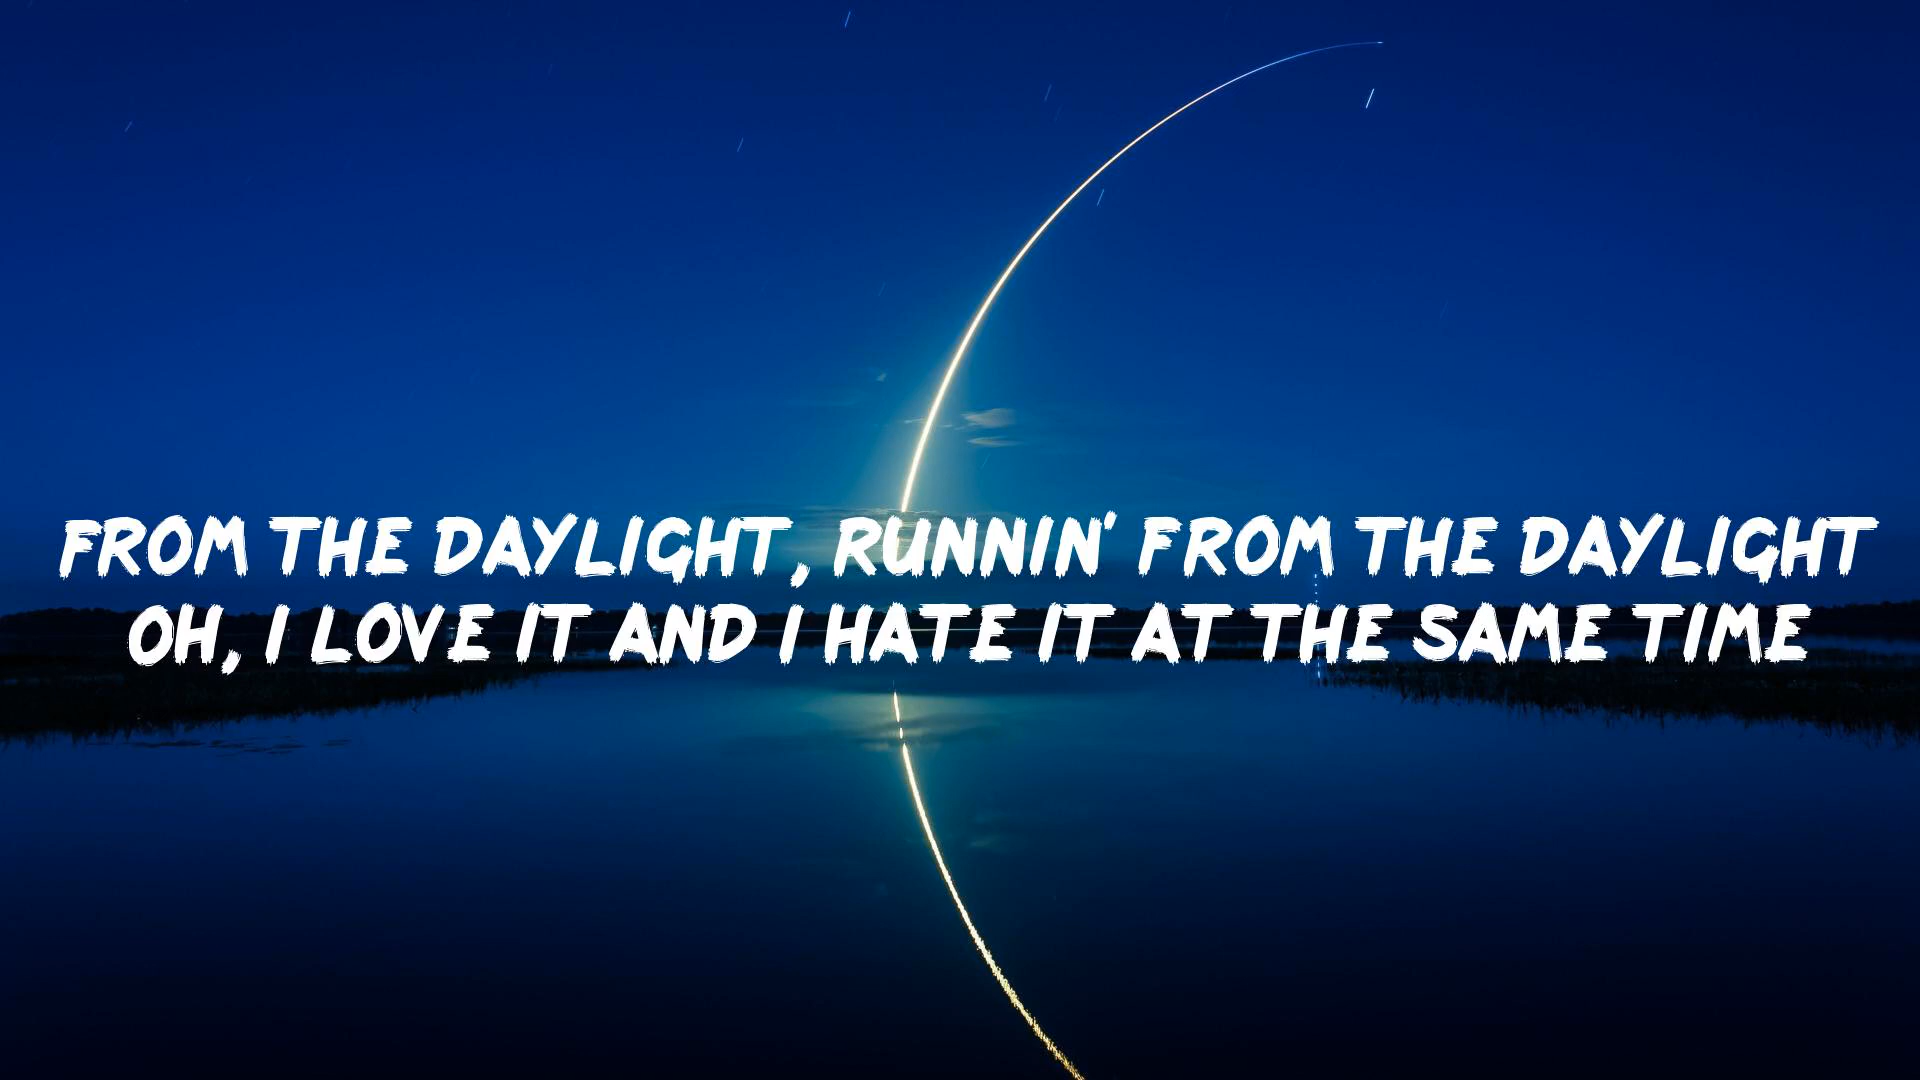 FROM THE DAYLIGHT, RUNNIN' FROM THE DAYLIGHT
OH, I LOVE IT AND I HATE IT AT THE SAME TIME